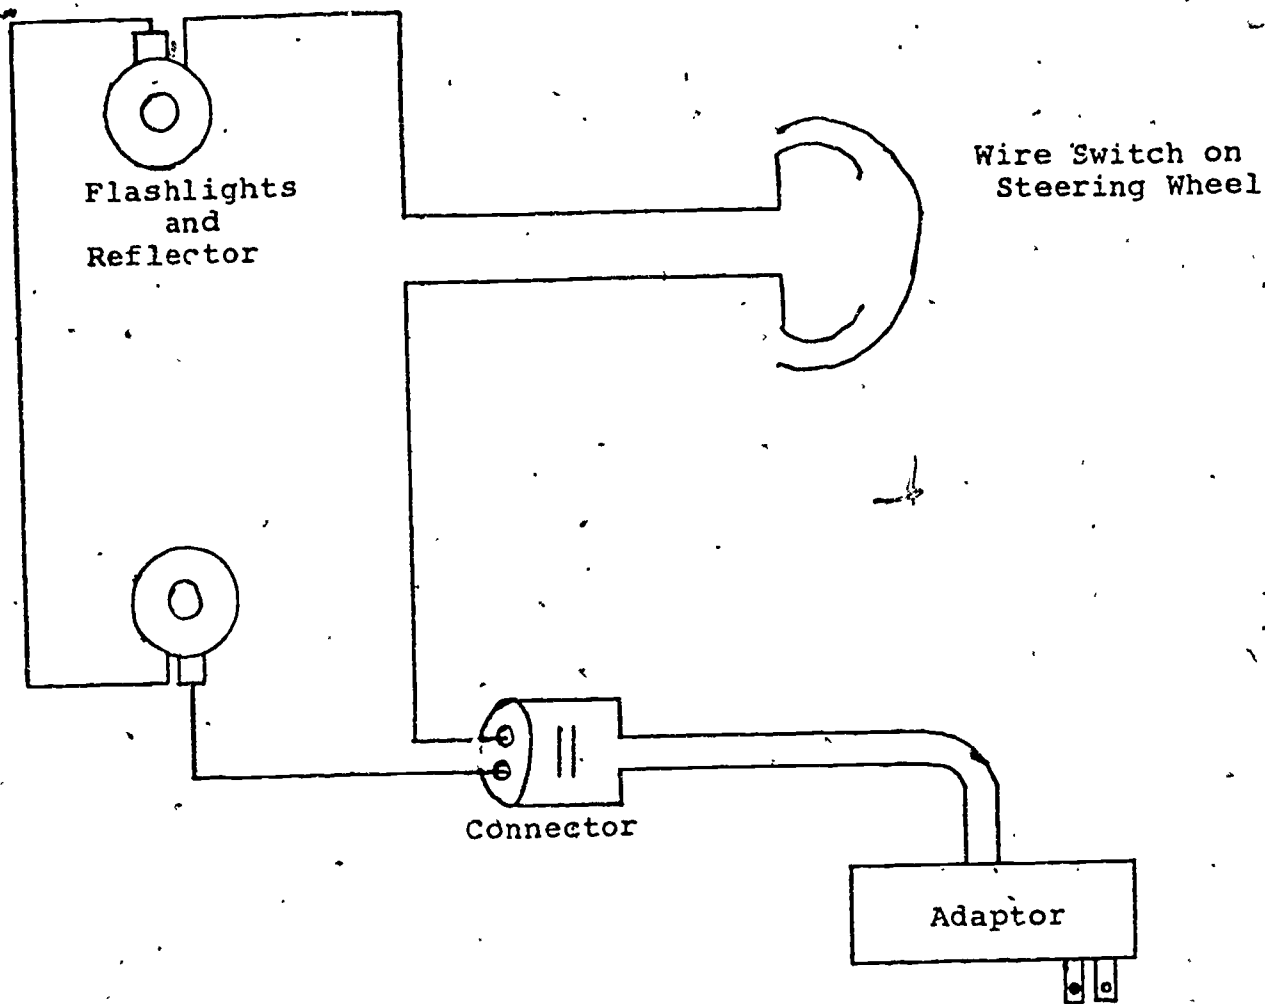 Flashlights
and
Reflector
Wire Switch on
Steering Wheel
Connector
Adaptor